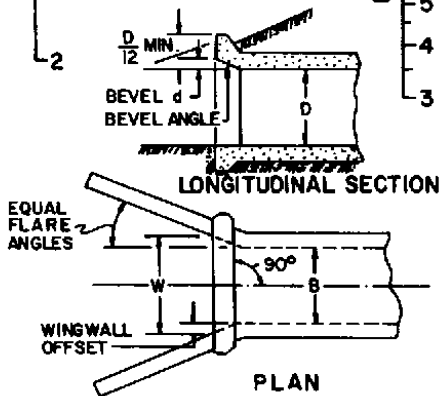 2
5
4
3
D/12 MIN
BEVEL d
BEVEL ANGLE
D
LONGITUDINAL SECTION
EQUAL
FLARE
ANGLES
W
90°
B
WINGWALL
OFFSET
PLAN